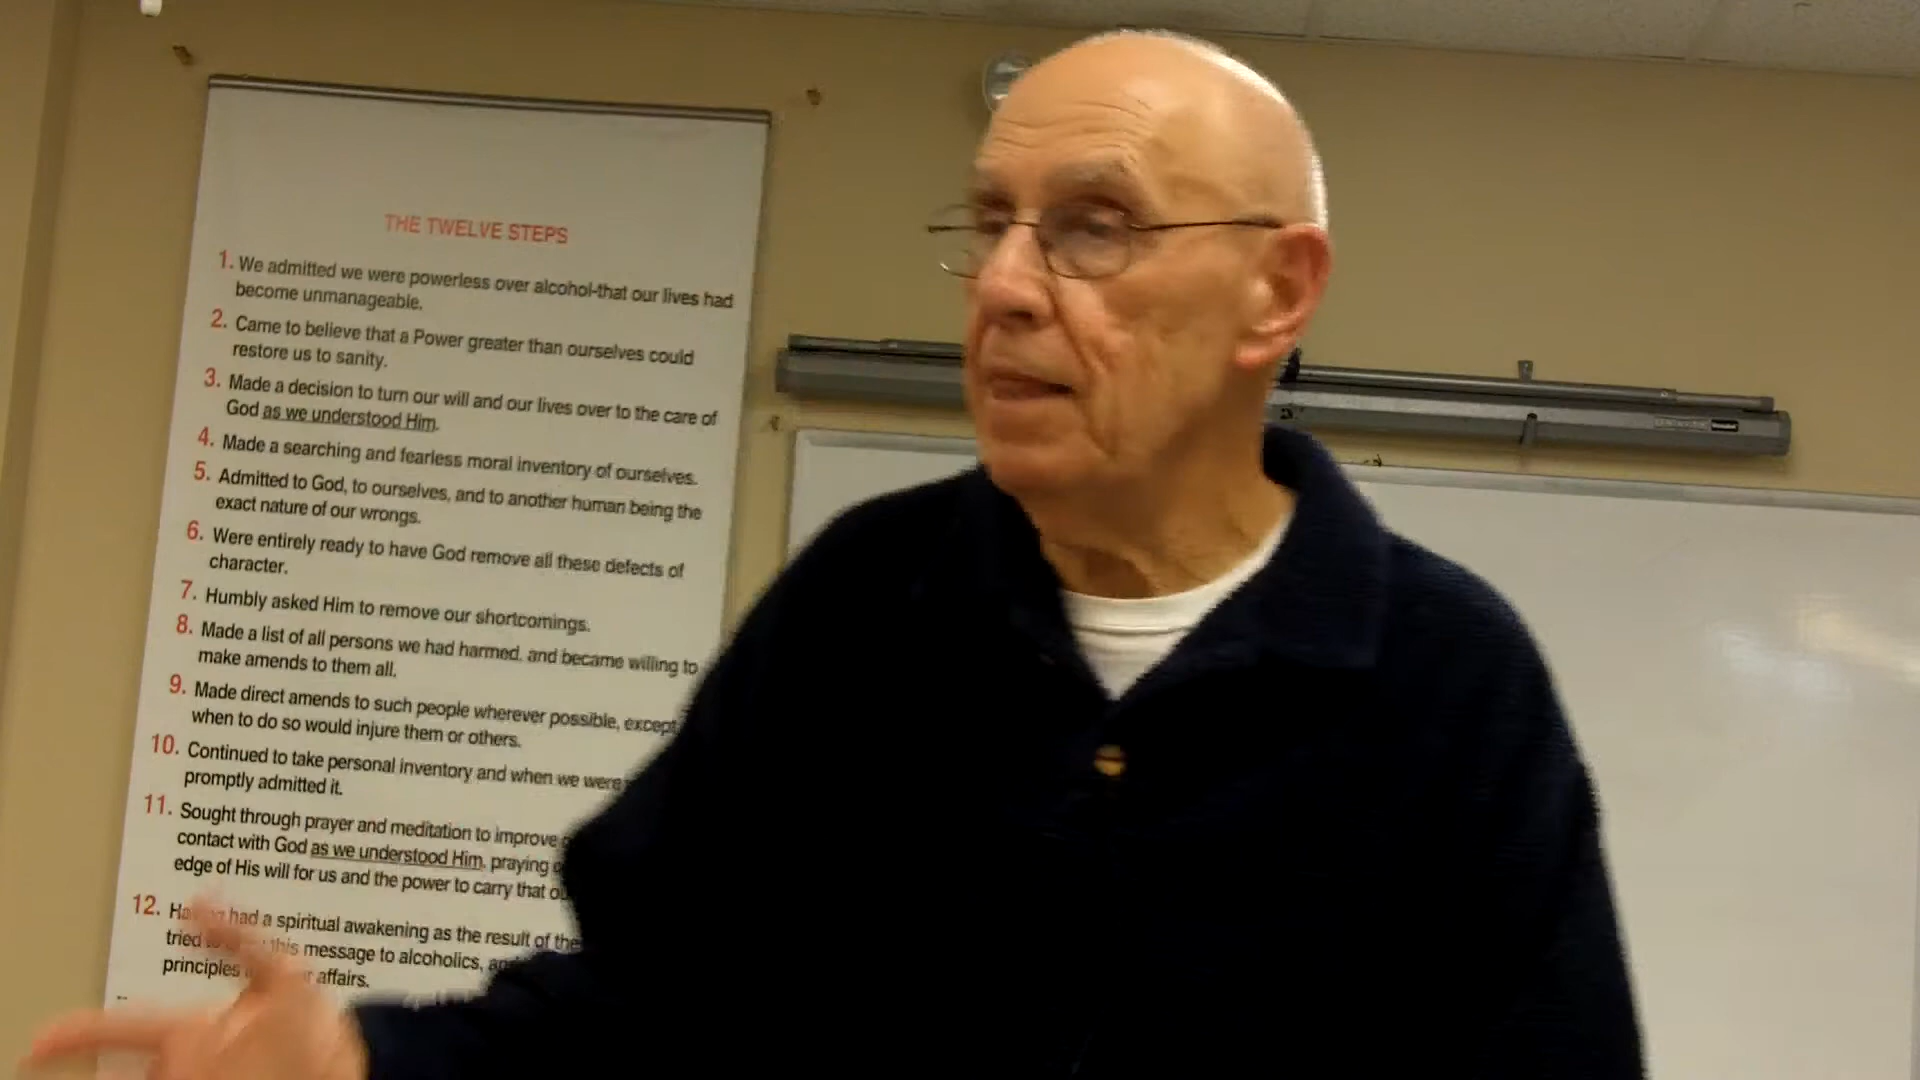 THE TWELVE STEPS
1. We admitted we were powerless over alcohol-that our lives had
become unmanageable.
2. Came to believe that a Power greater than ourselves could
restore us to sanity.
3. Made a decision to turn our will and our lives over to the care of
God as we understood Him.
4. Made a searching and fearless moral inventory of ourselves.
5. Admitted to God, to ourselves, and to another human being the
exact nature of our wrongs.
6. Were entirely ready to have God remove all these defects of
character.
7. Humbly asked Him to remove our shortcomings.
8. Made a list of all persons we had harmed, and became willing to
make amends to them all.
9. Made direct amends to such people wherever possible, except
when to do so would injure them or others.
10. Continued to take personal inventory and when we were
promptly admitted it.
11. Sought through prayer and meditation to improve
contact with God as we understood Him, praying
edge of His will for us and the power to carry that
12. had a spiritual awakening as the result of
tried this message to alcoholics,
principles affairs.